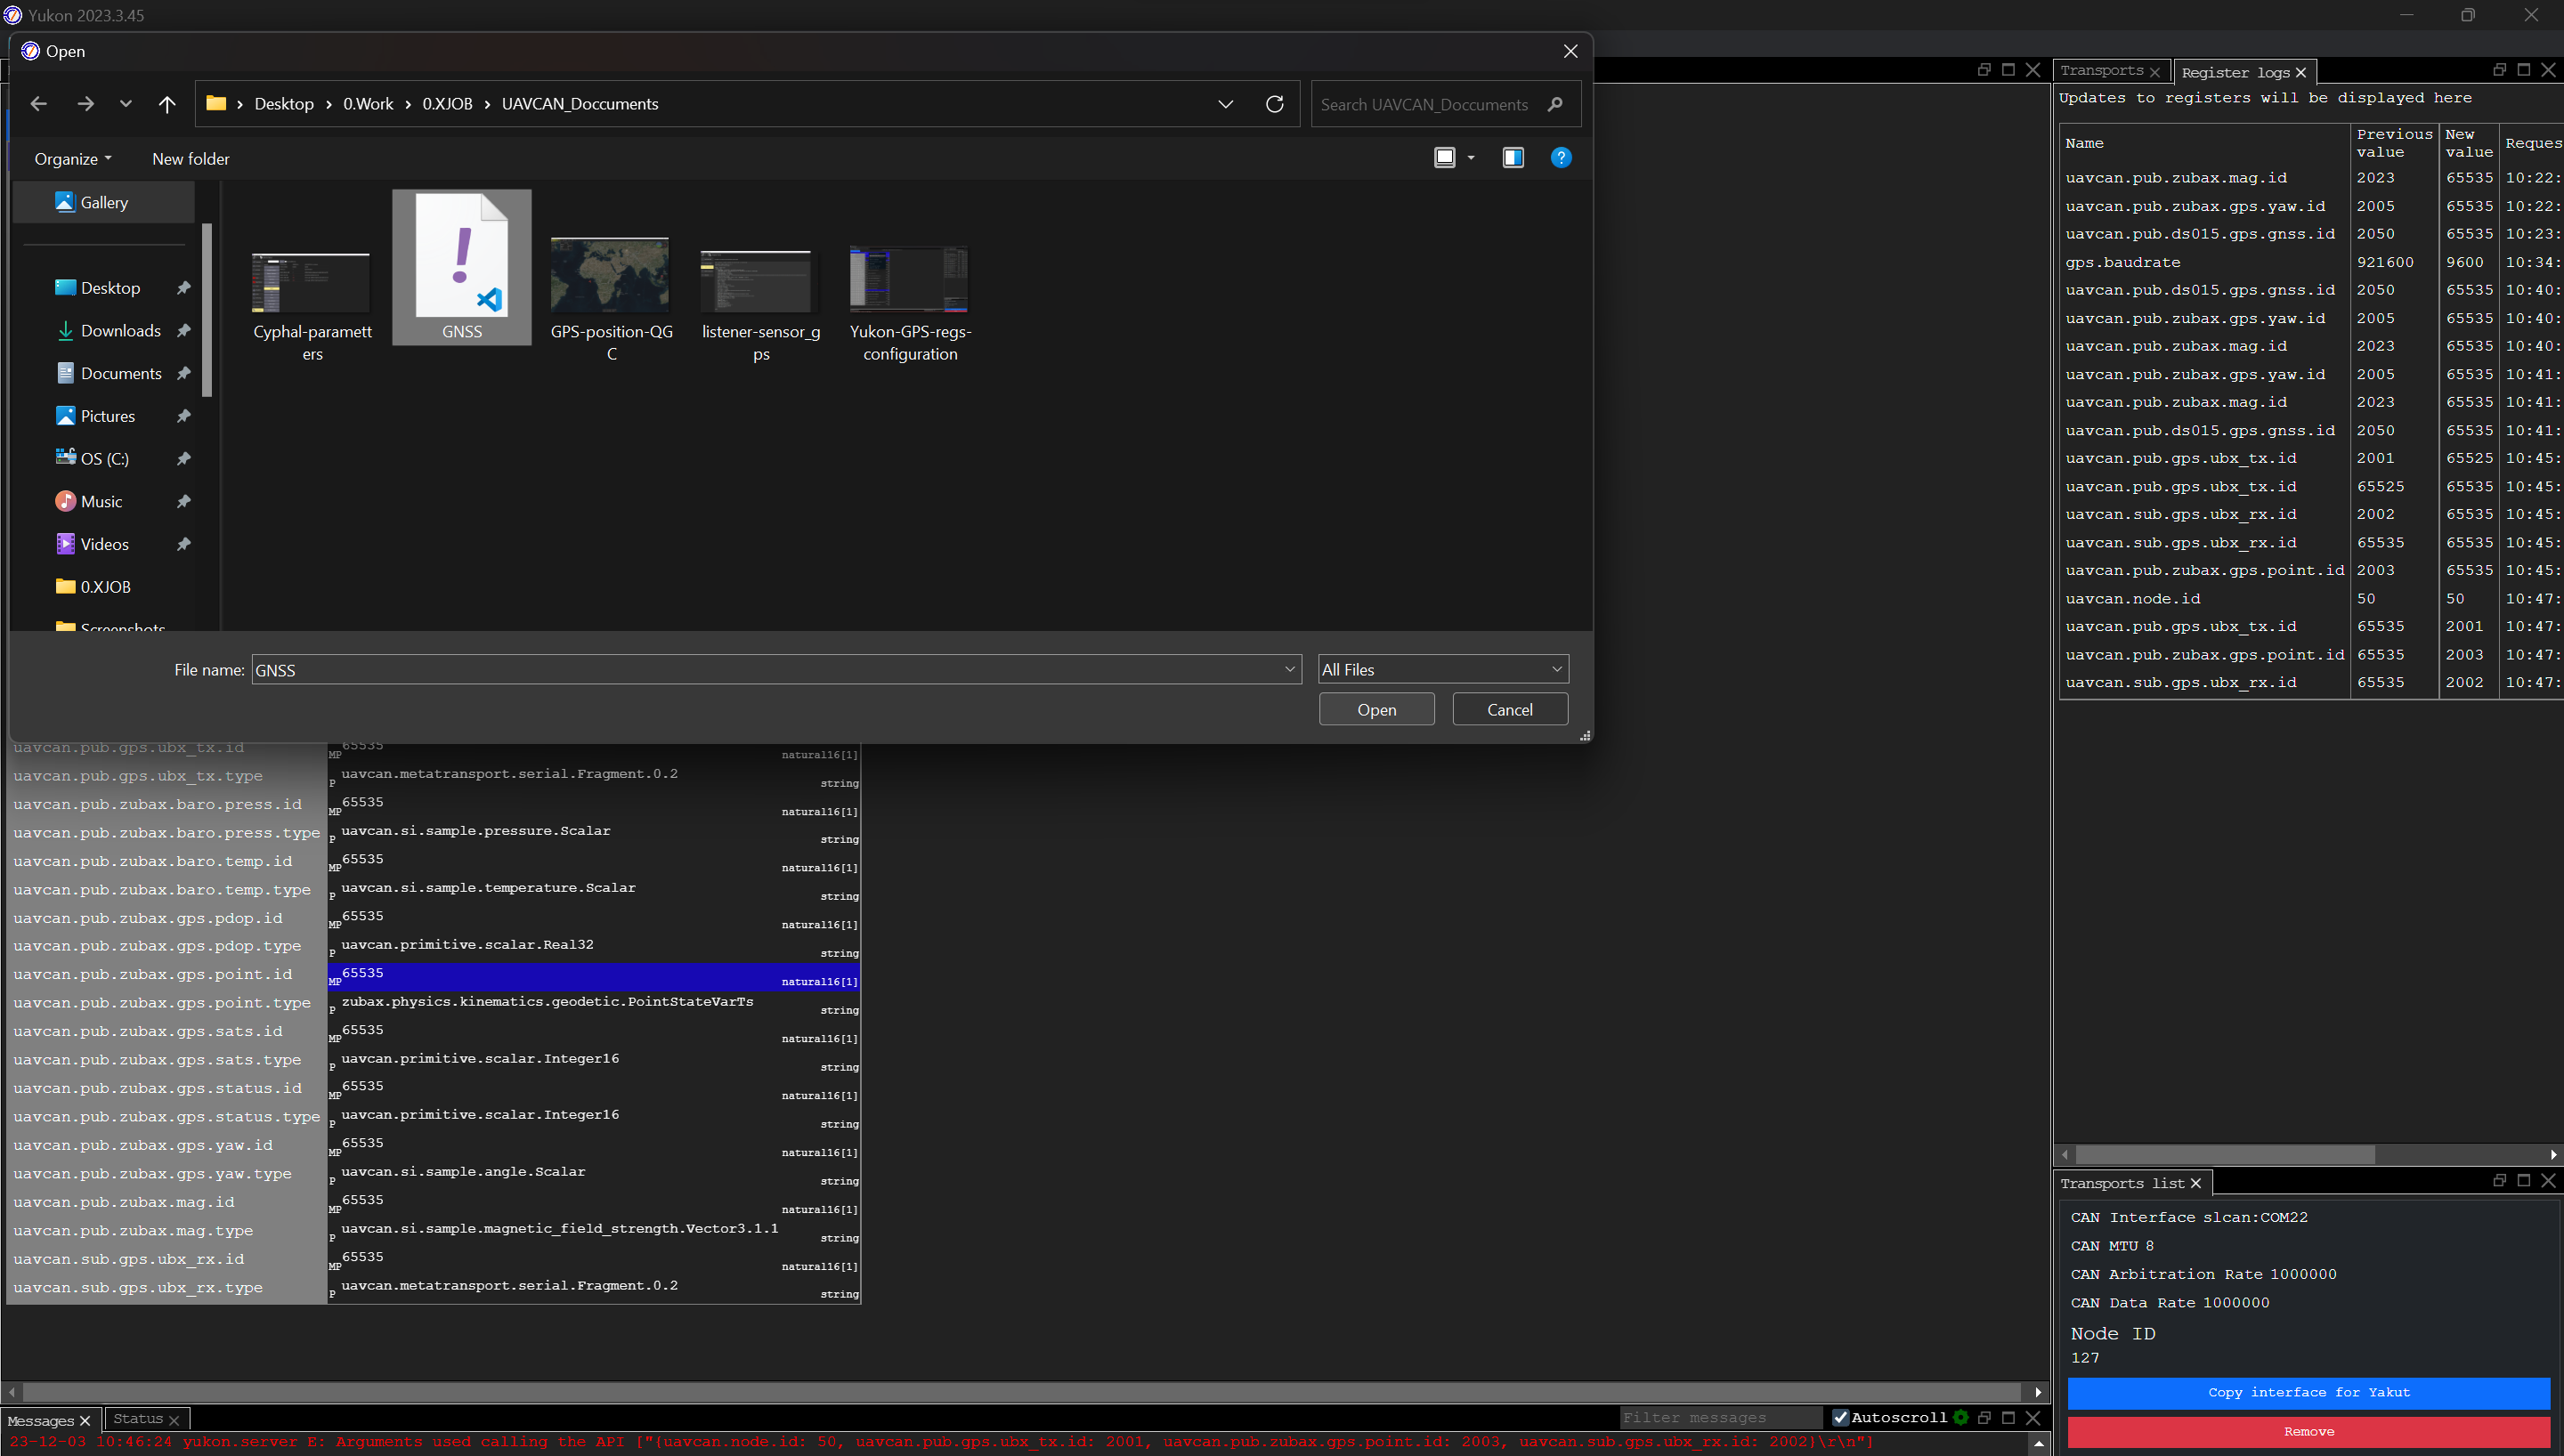 Yukon 2023.3.45
Open
Desktop
0.Work
0.XJOB
UAVCAN_Doccuments
Search UAVCAN_Doccuments
Organize
New folder
Gallery
Desktop
Downloads
Documents
Pictures
OS (C:)
Music
Videos
0.XJOB
Screenshots
Cyphal-paramett
ers
GNSS
GPS-position-QG
C
listener-sensor_g
ps
Yukon-GPS-regs-
configuration
File name: GNSS
All Files
Open Cancel
uavcan.pub.gps.ubx_tx.id MP 65535 natural16[1]
uavcan.pub.gps.ubx_tx.type P uavcan.metatransport.serial.Fragment.0.2 string
uavcan.pub.zubax.baro.press.id MP 65535 natural16[1]
uavcan.pub.zubax.baro.press.type P uavcan.si.sample.pressure.Scalar string
uavcan.pub.zubax.baro.temp.id MP 65535 natural16[1]
uavcan.pub.zubax.baro.temp.type P uavcan.si.sample.temperature.Scalar string
uavcan.pub.zubax.gps.pdop.id MP 65535 natural16[1]
uavcan.pub.zubax.gps.pdop.type P uavcan.primitive.scalar.Real32 string
uavcan.pub.zubax.gps.point.id MP 65535 natural16[1]
uavcan.pub.zubax.gps.point.type P zubax.physics.kinematics.geodetic.PointStateVarTs string
uavcan.pub.zubax.gps.sats.id MP 65535 natural16[1]
uavcan.pub.zubax.gps.sats.type P uavcan.primitive.scalar.Integer16 string
uavcan.pub.zubax.gps.status.id MP 65535 natural16[1]
uavcan.pub.zubax.gps.status.type P uavcan.primitive.scalar.Integer16 string
uavcan.pub.zubax.gps.yaw.id MP 65535 natural16[1]
uavcan.pub.zubax.gps.yaw.type P uavcan.si.sample.angle.Scalar string
uavcan.pub.zubax.mag.id MP 65535 natural16[1]
uavcan.pub.zubax.mag.type P uavcan.si.sample.magnetic_field_strength.Vector3.1.1 string
uavcan.sub.gps.ubx_rx.id MP 65535 natural16[1]
uavcan.sub.gps.ubx_rx.type P uavcan.metatransport.serial.Fragment.0.2 string
Transports Register logs
Updates to registers will be displayed here
Name Previous value New value Reques
uavcan.pub.zubax.mag.id 2023 65535 10:22:
uavcan.pub.zubax.gps.yaw.id 2005 65535 10:22:
uavcan.pub.ds015.gps.gnss.id 2050 65535 10:23:
gps.baudrate 921600 9600 10:34:
uavcan.pub.ds015.gps.gnss.id 2050 65535 10:40:
uavcan.pub.zubax.gps.yaw.id 2005 65535 10:40:
uavcan.pub.zubax.mag.id 2023 65535 10:40:
uavcan.pub.zubax.gps.yaw.id 2005 65535 10:41:
uavcan.pub.zubax.mag.id 2023 65535 10:41:
uavcan.pub.ds015.gps.gnss.id 2050 65535 10:41:
uavcan.pub.gps.ubx_tx.id 2001 65525 10:45:
uavcan.pub.gps.ubx_tx.id 65525 65535 10:45:
uavcan.sub.gps.ubx_rx.id 2002 65535 10:45:
uavcan.sub.gps.ubx_rx.id 65535 65535 10:45:
uavcan.pub.zubax.gps.point.id 2003 65535 10:45:
uavcan.node.id 50 50 10:47:
uavcan.pub.gps.ubx_tx.id 65535 2001 10:47:
uavcan.pub.zubax.gps.point.id 65535 2003 10:47:
uavcan.sub.gps.ubx_rx.id 65535 2002 10:47:
Transports list
CAN Interface slcan:COM22
CAN MTU 8
CAN Arbitration Rate 1000000
CAN Data Rate 1000000
Node ID
127
Copy interface for Yakut
Remove
Messages Status Filter messages Autoscroll
23-12-03 10:46:24 yukon.server E: Arguments used calling the API ["{uavcan.node.id: 50, uavcan.pub.gps.ubx_tx.id: 2001, uavcan.pub.zubax.gps.point.id: 2003, uavcan.sub.gps.ubx_rx.id: 2002}\r\n"]